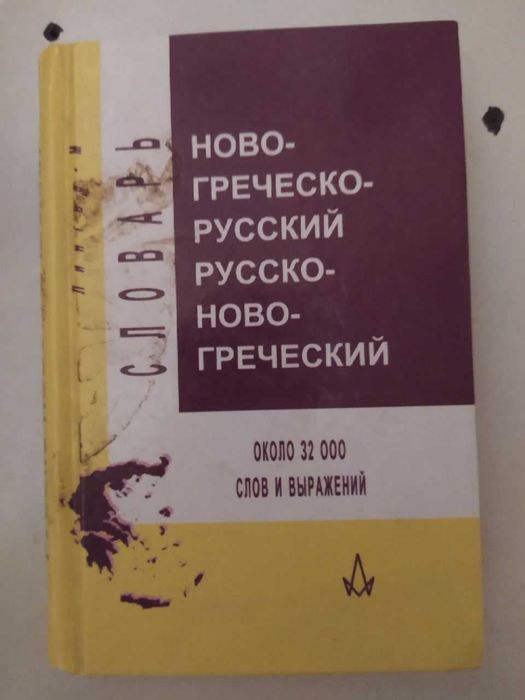 СЛОВАРЬ
НОВО-
ГРЕЧЕСКО-
РУССКИЙ
РУССКО-
НОВО-
ГРЕЧЕСКИЙ
ОКОЛО 32 000
СЛОВ И ВЫРАЖЕНИЙ